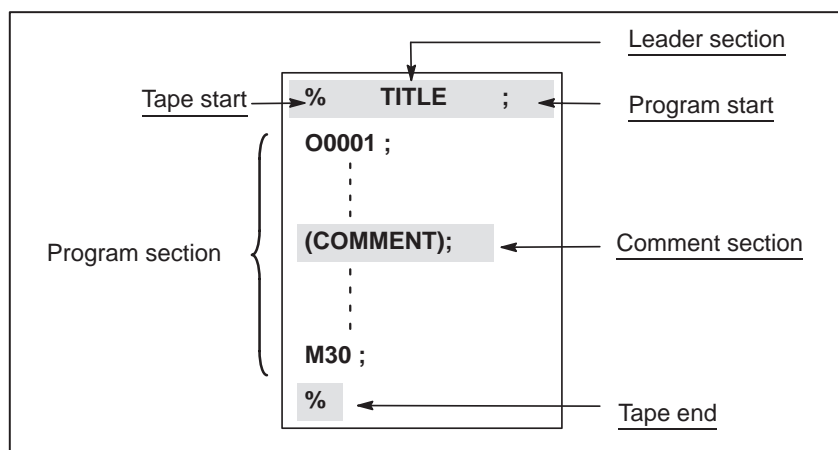 Leader section
Tape start
% TITLE ;
Program start
O0001 ;
(COMMENT);
Comment section
Program section
M30 ;
%
Tape end